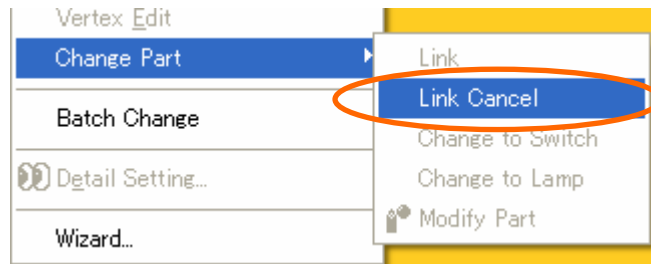 Vertex Edit
Change Part
Batch Change
Detail Setting...
Wizard...
Link
Link Cancel
Change to Switch
Change to Lamp
Modify Part